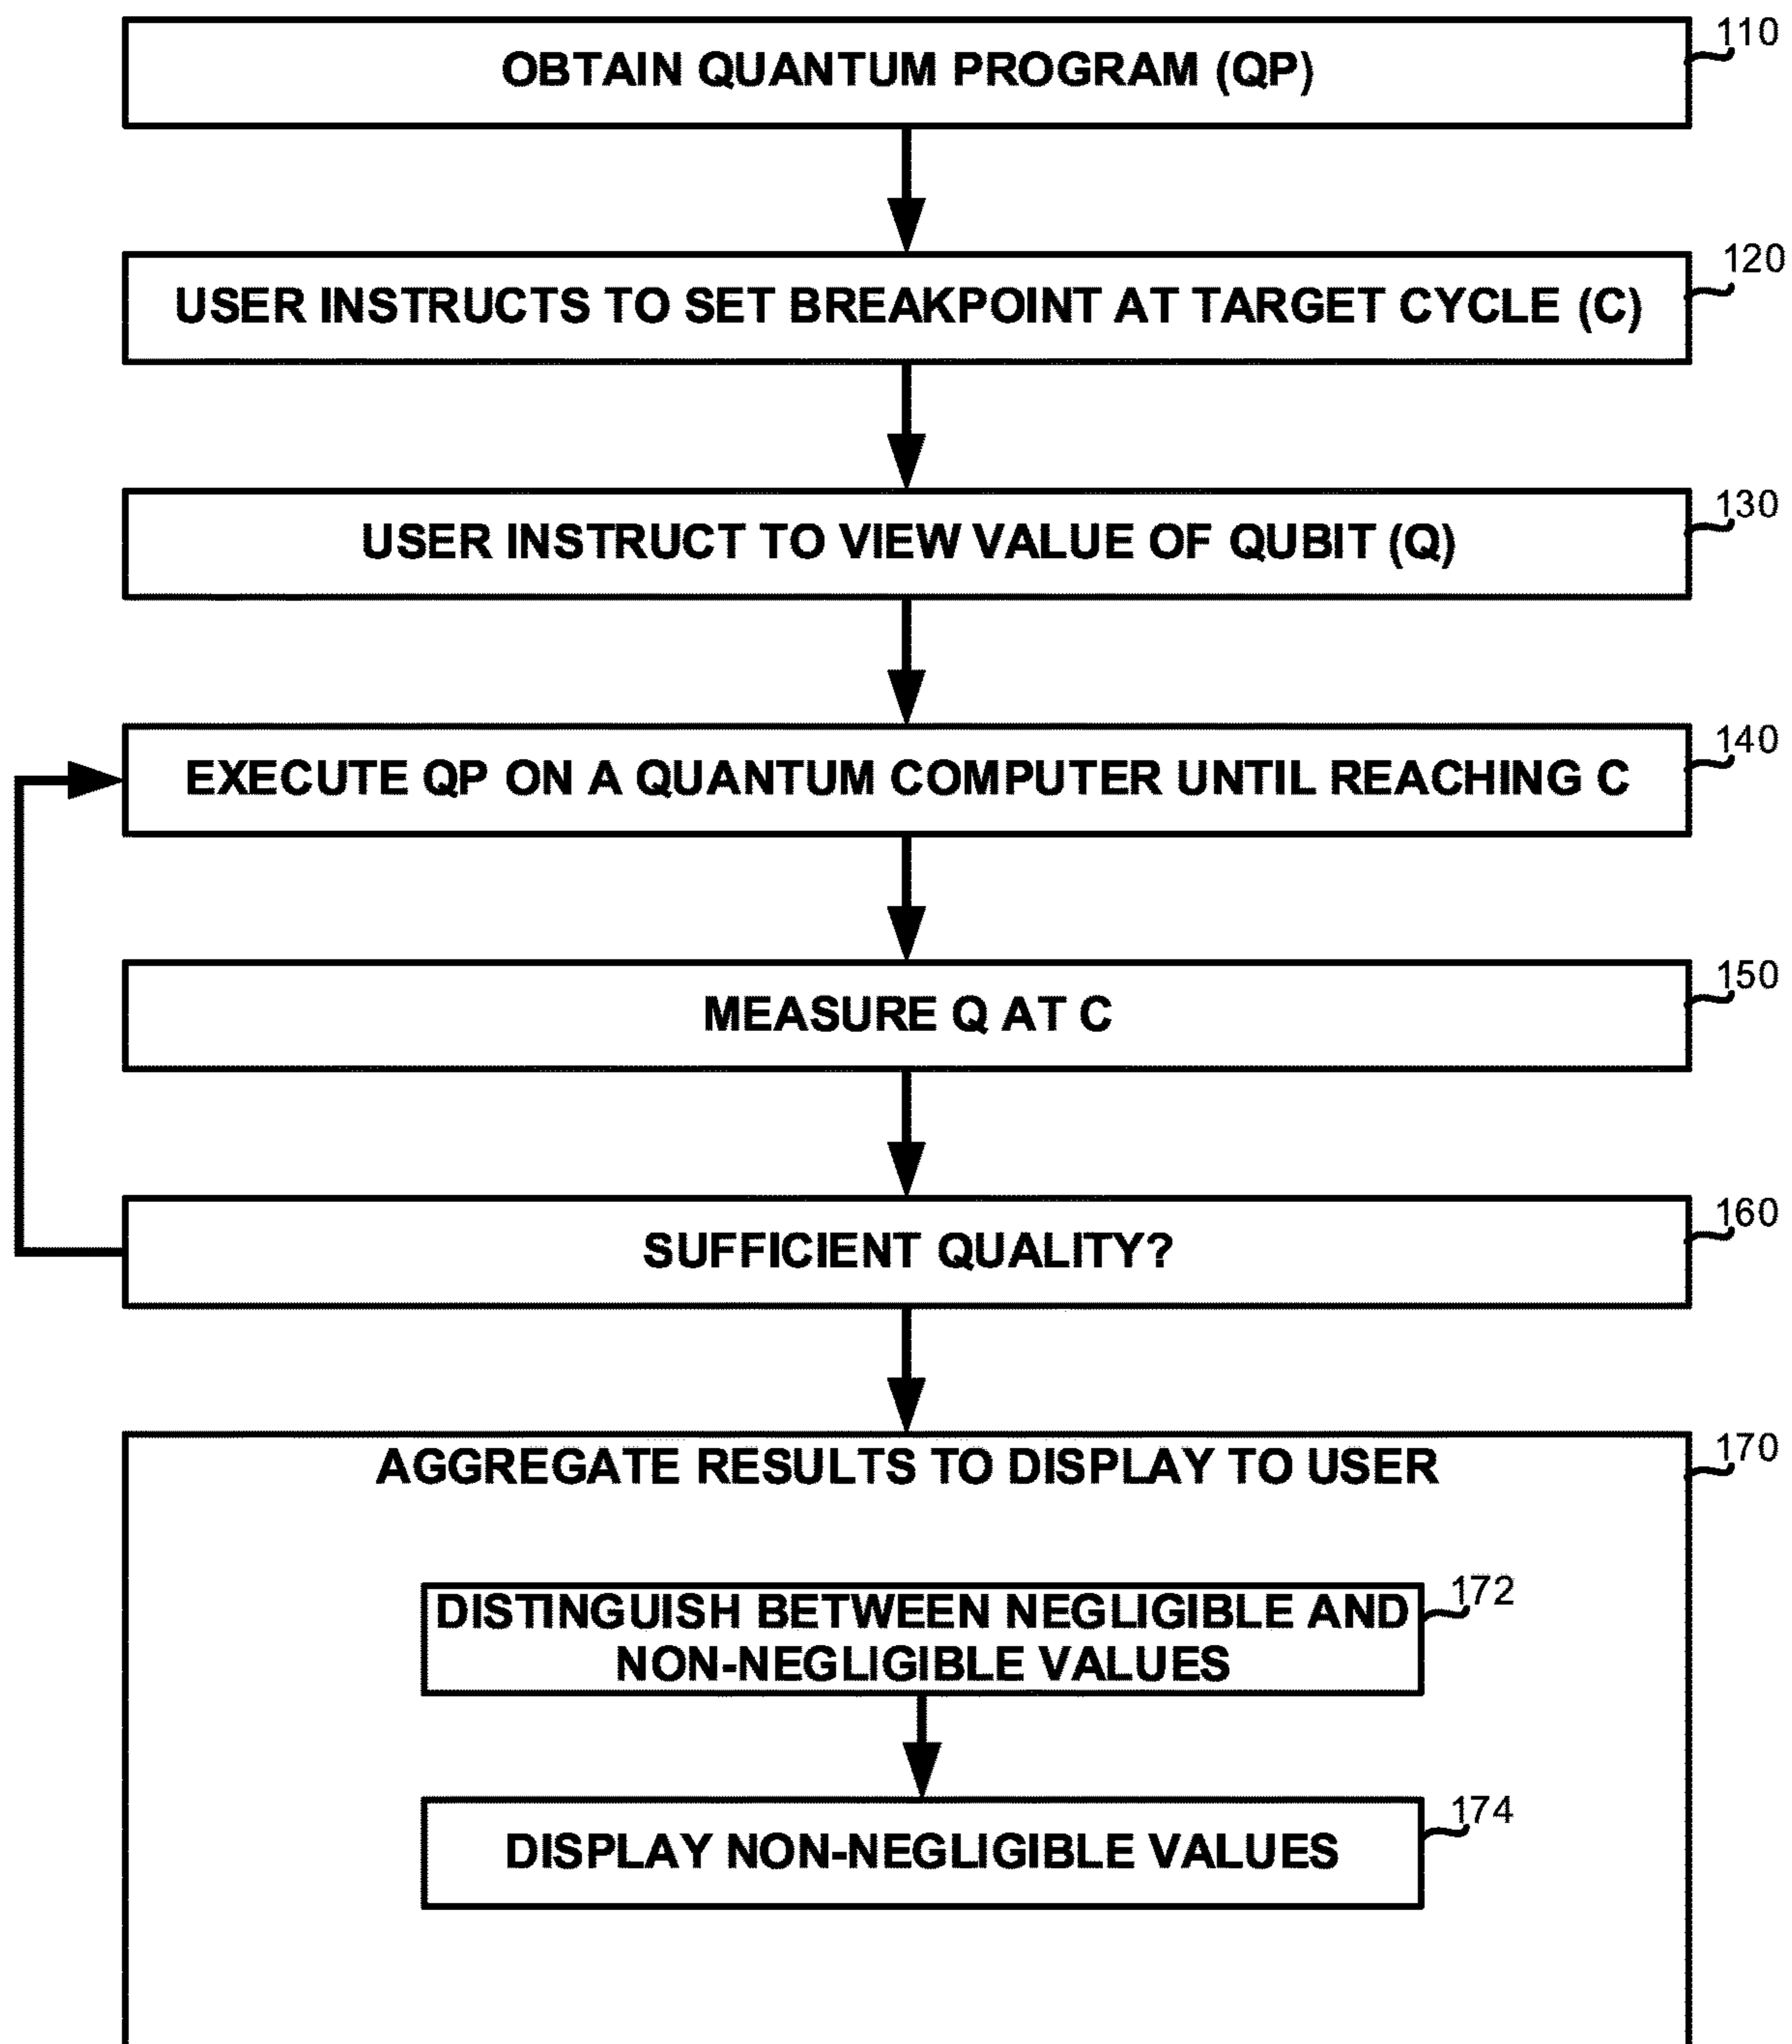 110
OBTAIN QUANTUM PROGRAM (QP)
120
USER INSTRUCTS TO SET BREAKPOINT AT TARGET CYCLE (C)
130
USER INSTRUCT TO VIEW VALUE OF QUBIT (Q)
140
EXECUTE QP ON A QUANTUM COMPUTER UNTIL REACHING C
150
MEASURE Q AT C
160
SUFFICIENT QUALITY?
170
AGGREGATE RESULTS TO DISPLAY TO USER
172
DISTINGUISH BETWEEN NEGLIGIBLE AND
NON-NEGLIGIBLE VALUES
174
DISPLAY NON-NEGLIGIBLE VALUES